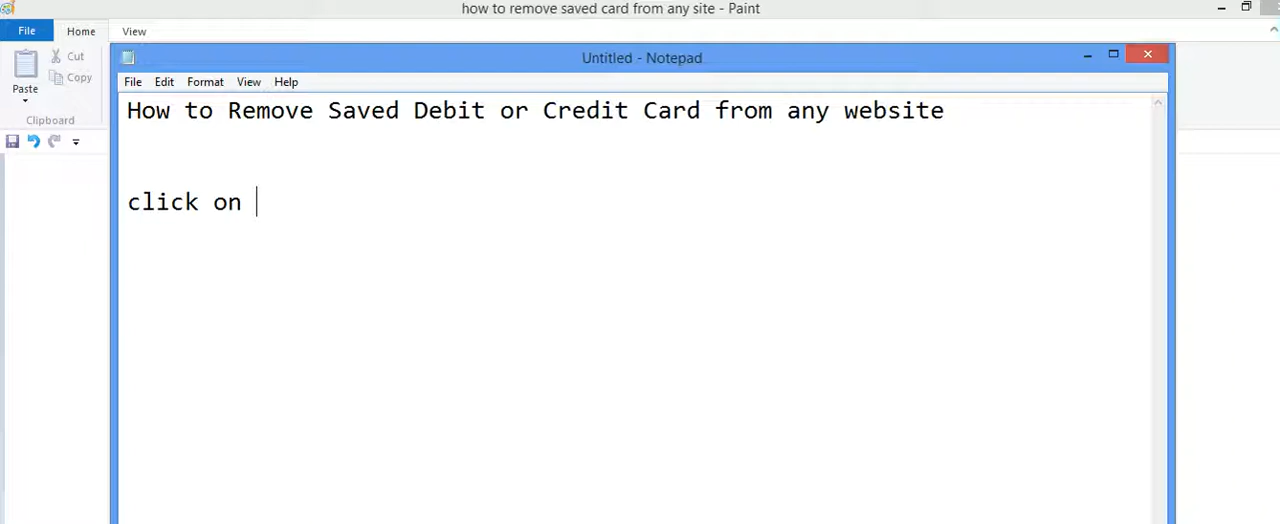 how to remove saved card from any site - Paint
File Home View
Untitled - Notepad
Cut
Copy
Paste
Clipboard
File Edit Format View Help
How to Remove Saved Debit or Credit Card from any website
click on